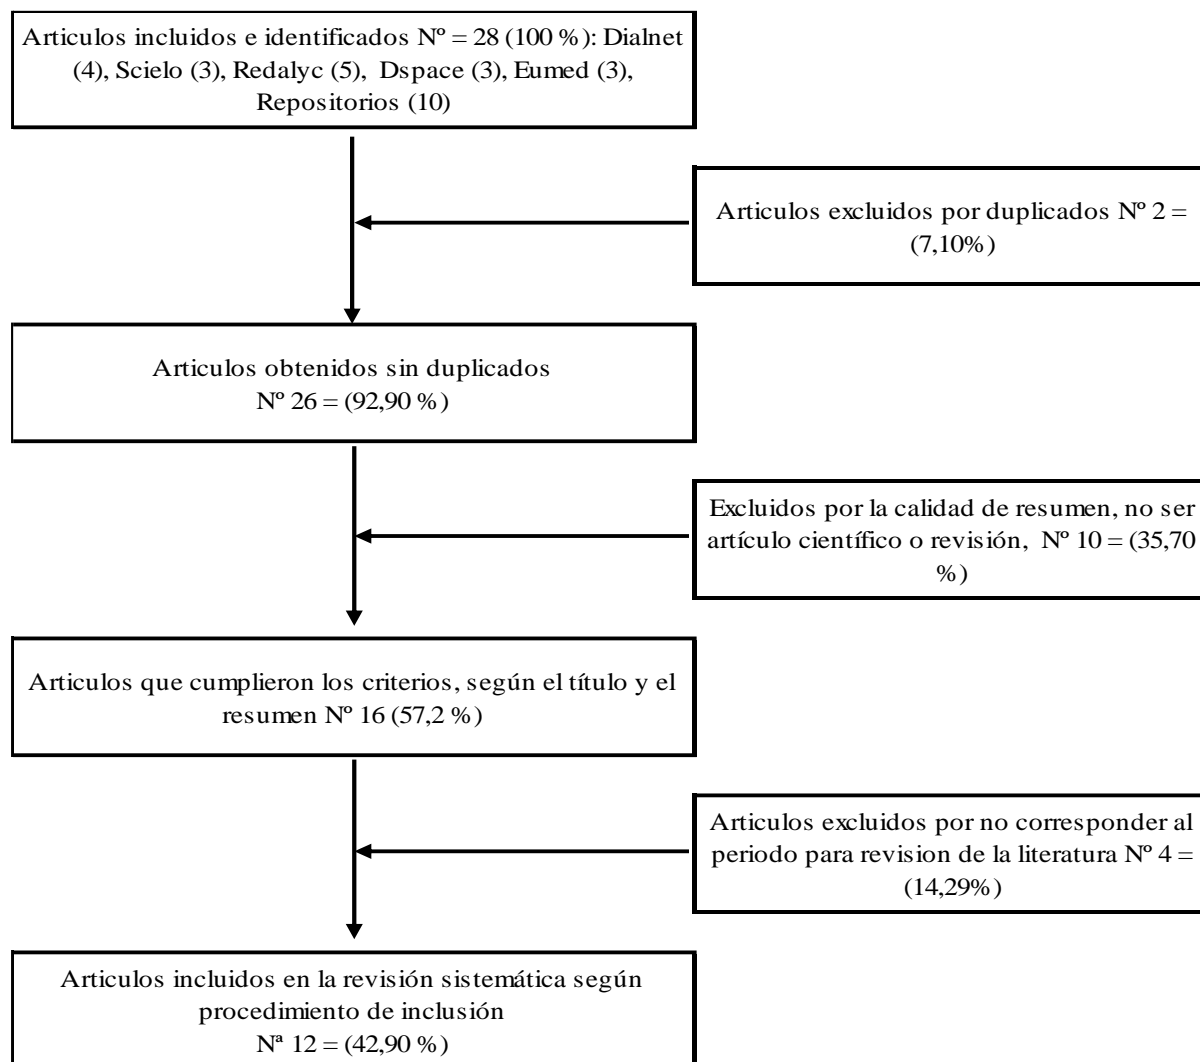 Articulos incluidos e identificados Nº = 28 (100 %): Dialnet
(4), Scielo (3), Redalyc (5), Dspace (3), Eumed (3),
Repositorios (10)
Articulos excluidos por duplicados Nº 2 =
(7,10%)
Articulos obtenidos sin duplicados
Nº 26 = (92,90 %)
Excluidos por la calidad de resumen, no ser
artículo científico o revisión, Nº 10 = (35,70
%)
Articulos que cumplieron los criterios, según el título y el
resumen Nº 16 (57,2 %)
Articulos excluidos por no corresponder al
periodo para revision de la literatura Nº 4 =
(14,29%)
Articulos incluidos en la revisión sistemática según
procedimiento de inclusión
Nª 12 = (42,90 %)